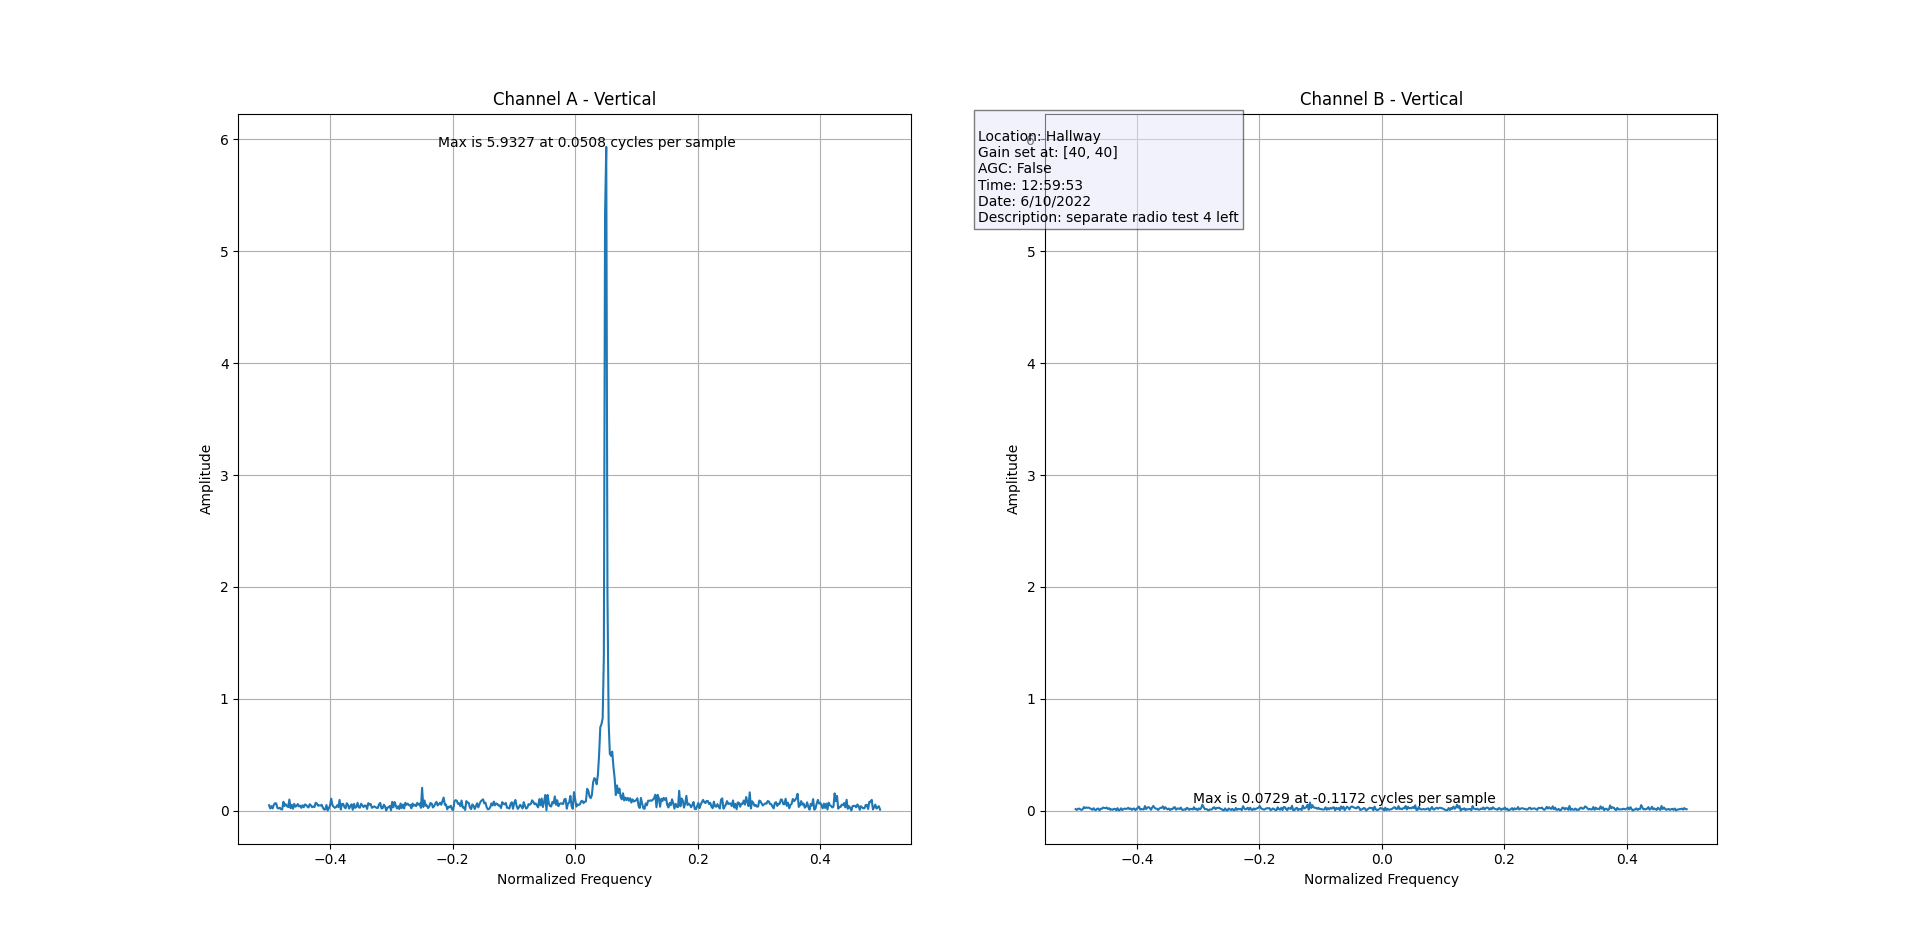 Channel A - Vertical
Max is 5.9327 at 0.0508 cycles per sample
6
5
4
3
2
1
0
Amplitude
−0.4 −0.2 0.0 0.2 0.4
Normalized Frequency
Channel B - Vertical
Location: Hallway
Gain set at: [40, 40]
AGC: False
Time: 12:59:53
Date: 6/10/2022
Description: separate radio test 4 left
6
5
4
3
2
1
0
Amplitude
Max is 0.0729 at -0.1172 cycles per sample
−0.4 −0.2 0.0 0.2 0.4
Normalized Frequency